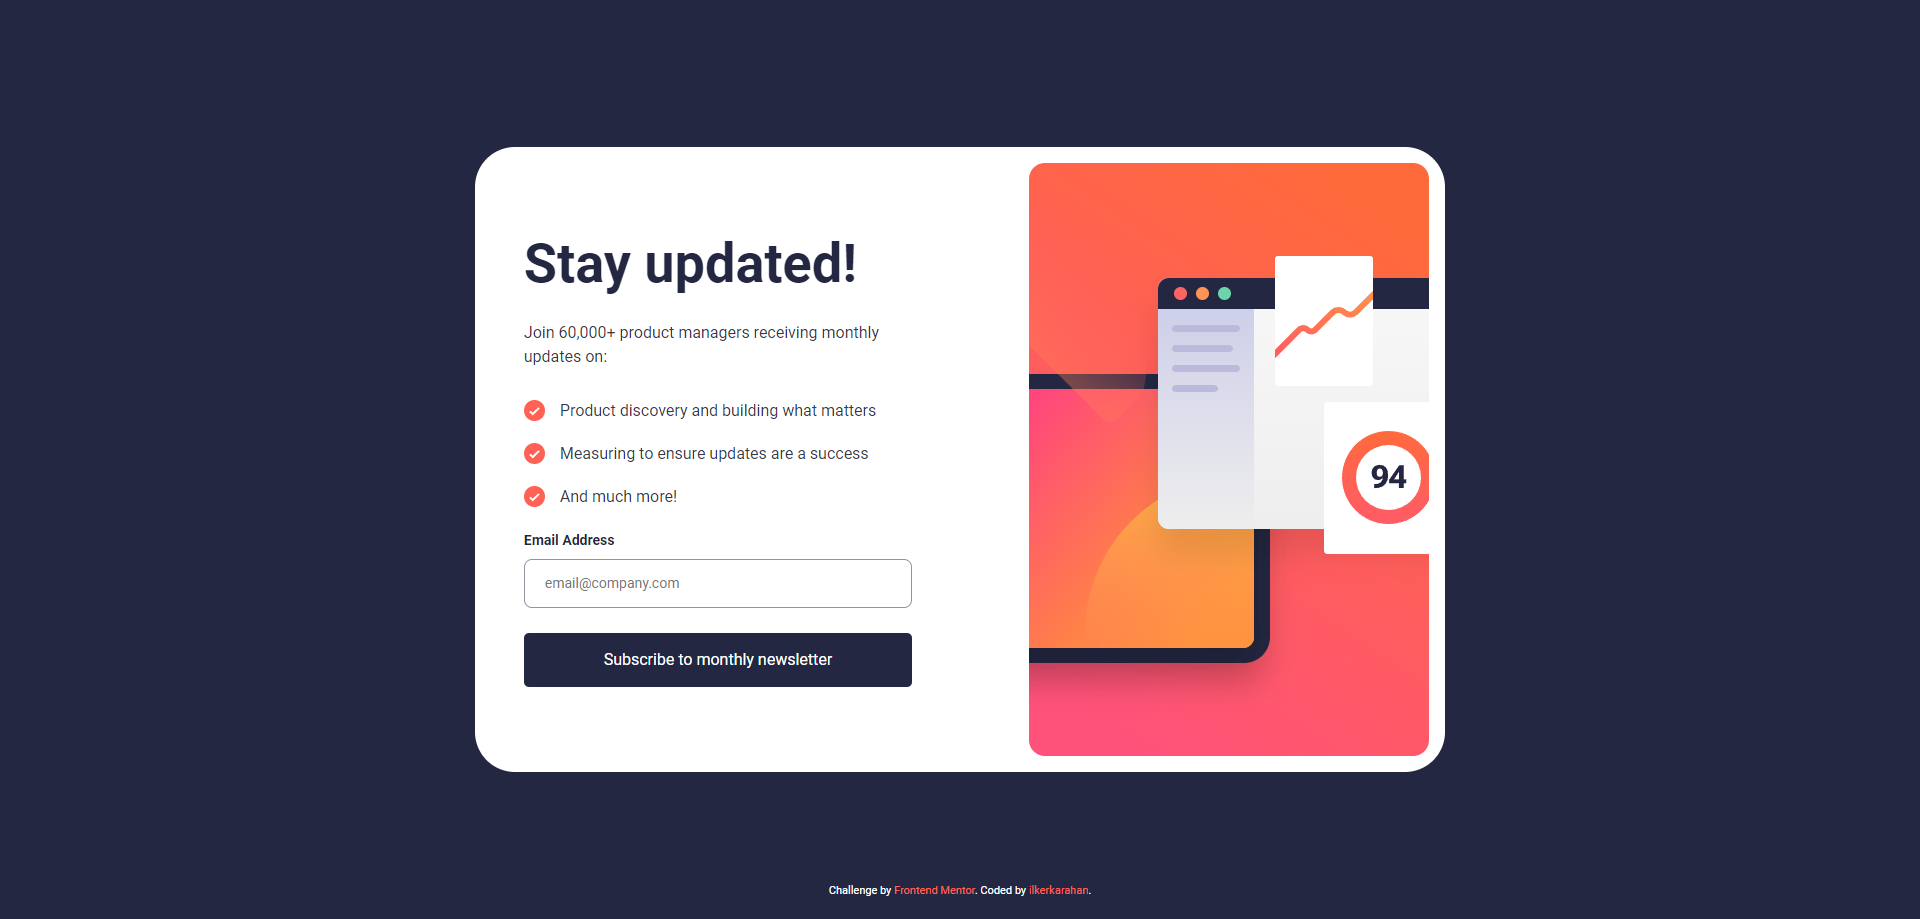 Stay updated!
Join 60,000+ product managers receiving monthly
updates on:
Product discovery and building what matters
Measuring to ensure updates are a success
And much more!
Email Address
email@company.com
Subscribe to monthly newsletter
94
Challenge by Frontend Mentor. Coded by ilkerkarahan.